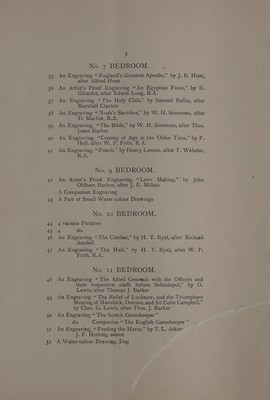 3
No. 7 BEDROOM.
35 An Engraving "England's Greatest Apostle," by J. B. Hunt,
after Alfred Hunt
36 An Artist's Proof Engraving "An Egyptian Feast," by E.
Girardet, after Edwin Long, R.A.
37 An Engraving "The Holy Club," by Samuel Bellin, after
Marshall Claxton
38 An Engraving "Noah's Sacrifice," by W. H. Simmons, after
D. Maclise, R.A.
39 An Engraving, "The Bible," by W. H. Simmons, after Thos.
Jones Barker
40 An Engraving, "Coming of Age in the Olden Time," by F.
Holl, after W. P. Frith, R.A.
41 An Engraving, "Punch," by Henry Lemon, after T. Webster,
R.A.
No. 9 BEDROOM.
42 An Artist's Proof Engraving, "Love Making," by John
Oldham Barlow, after J. E. Millais
A Companion Engraving
43 A Pair of Small Water-colour Drawings
No. 10 BEDROOM.
44 4 various Pictures
45 4 do.
46 An Engraving "The Combat," by H. T. Ryal, after Richard
Ansdell
47 An Engraving "The Halt," by H. T. Ryal, after W. P.
Frith, R.A.
No. 11 BEDROOM.
48 An Engraving "The Allied Generals with the Officers and
their respective staffs before Sebastopol," by G.
Lewis, after Thomas J. Barker
49 An Engraving "The Relief of Lucknow, and the Triumphant
Meeting of Havelock, Outram, and Sir Colin Campbell,"
by Chas. G. Lewis, after Thos. J. Barker
50 An Engraving "The Scotch Gamekeeper"
do. Companion "The English Gamekeeper"
51 An Engraving, "Feeding the Horse," by T. L.
J. F. Herring, senior
52 A Water-colour Drawing, Dog